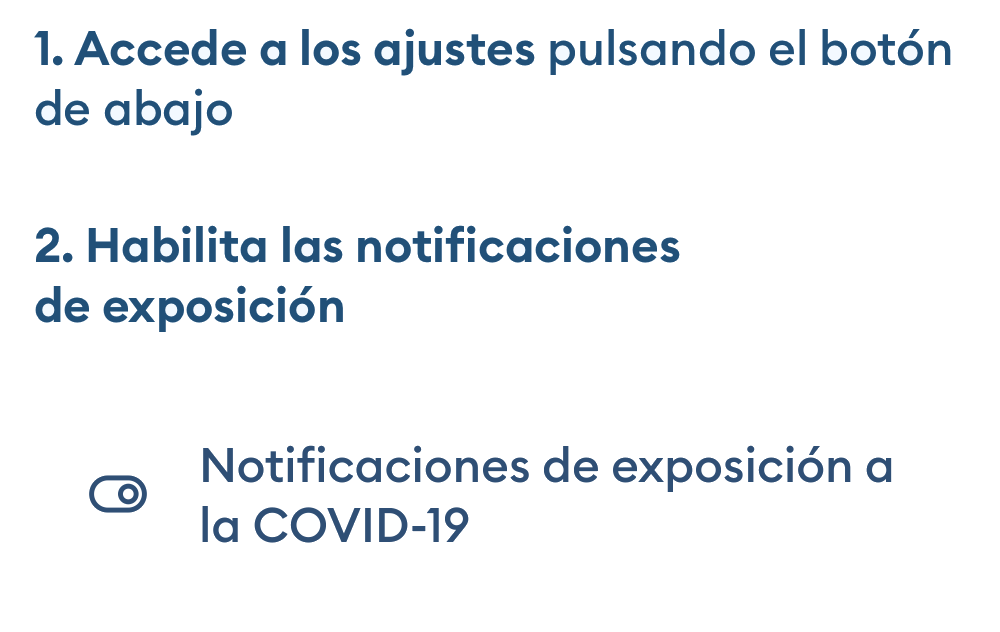 1. Accede a los ajustes pulsando el botón
de abajo
2. Habilita las notificaciones
de exposición
Notificaciones de exposición a
la COVID-19